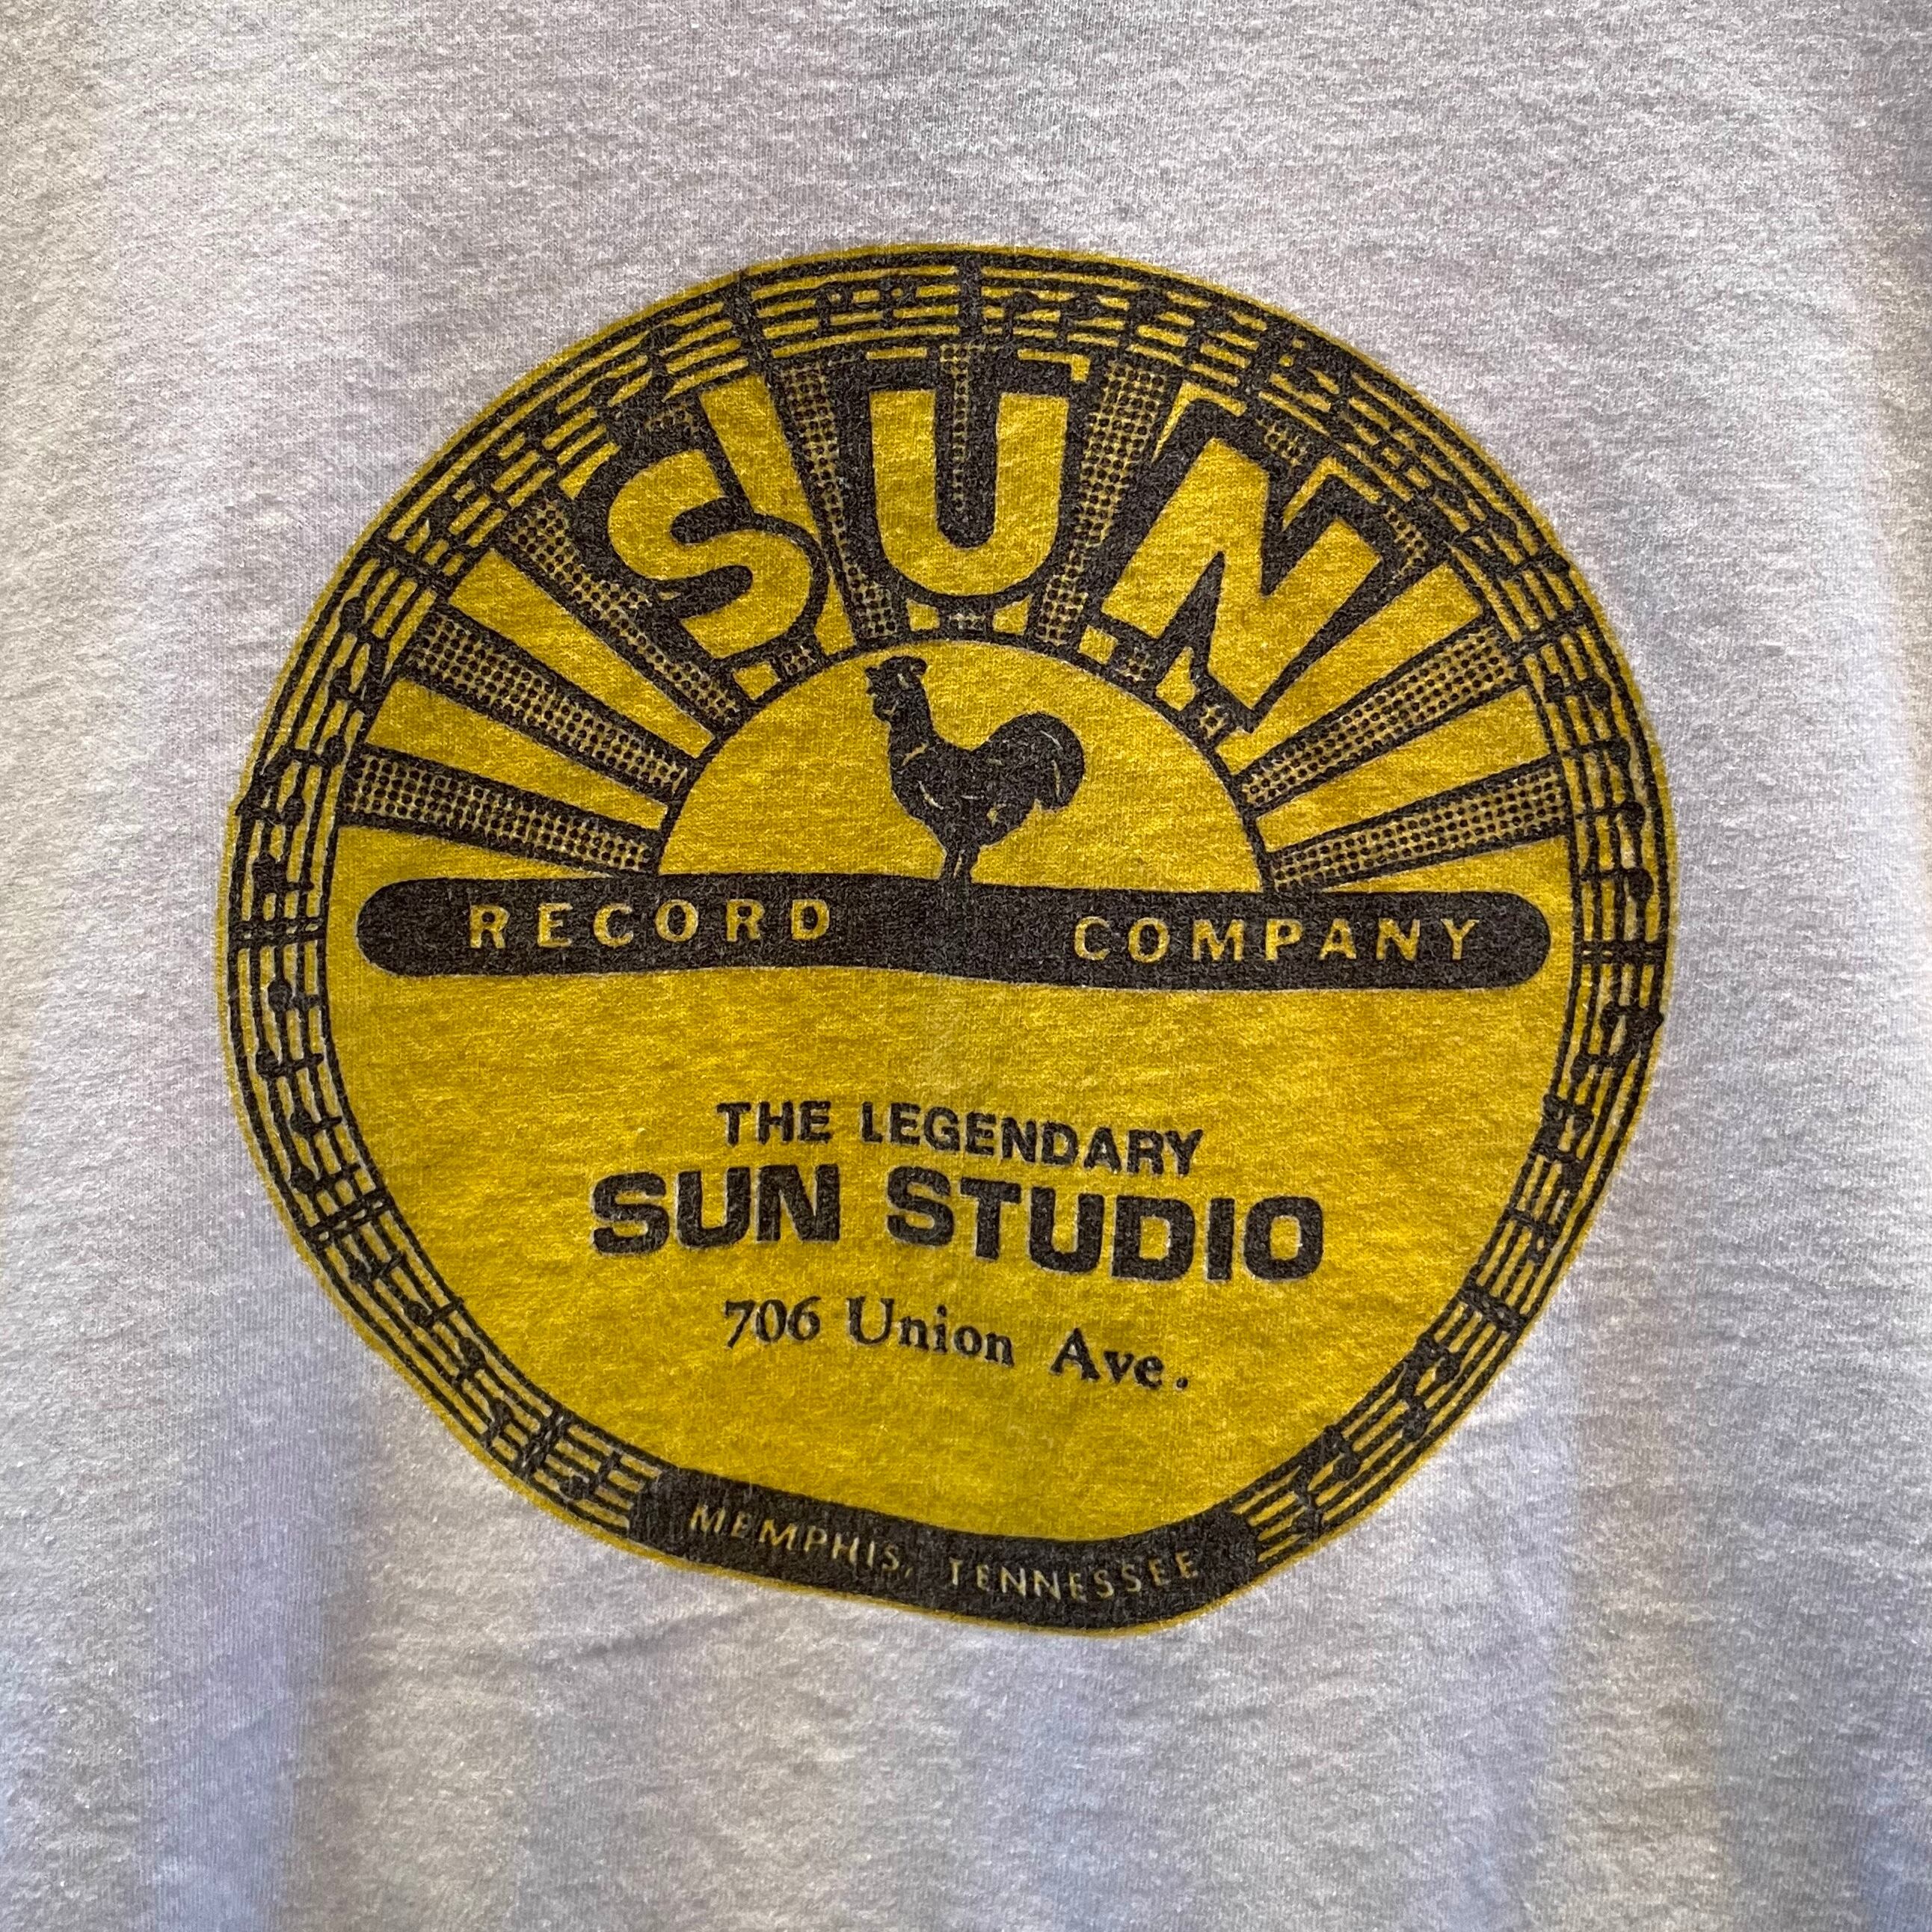 SUN
RECORD COMPANY
THE LEGENDARY
SUN STUDIO
706 Union Ave.
MEMPHIS, TENNESSEE